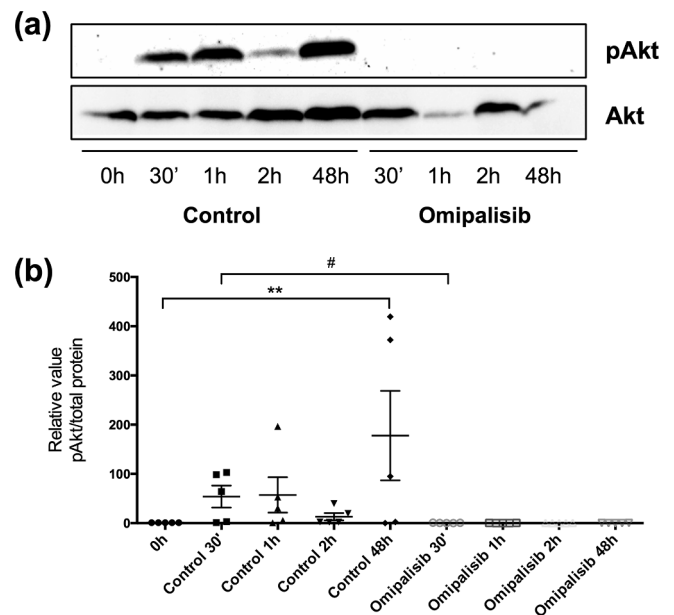 (a)
pAkt
Akt
0h 30’ 1h 2h 48h 30’ 1h 2h 48h
Control Omipalisib
(b)
Relative value
pAkt/total protein
500
400
300
200
100
0
#
**
0h
Control 30’
Control 1h
Control 2h
Control 48h
Omipalisib 30’
Omipalisib 1h
Omipalisib 2h
Omipalisib 48h